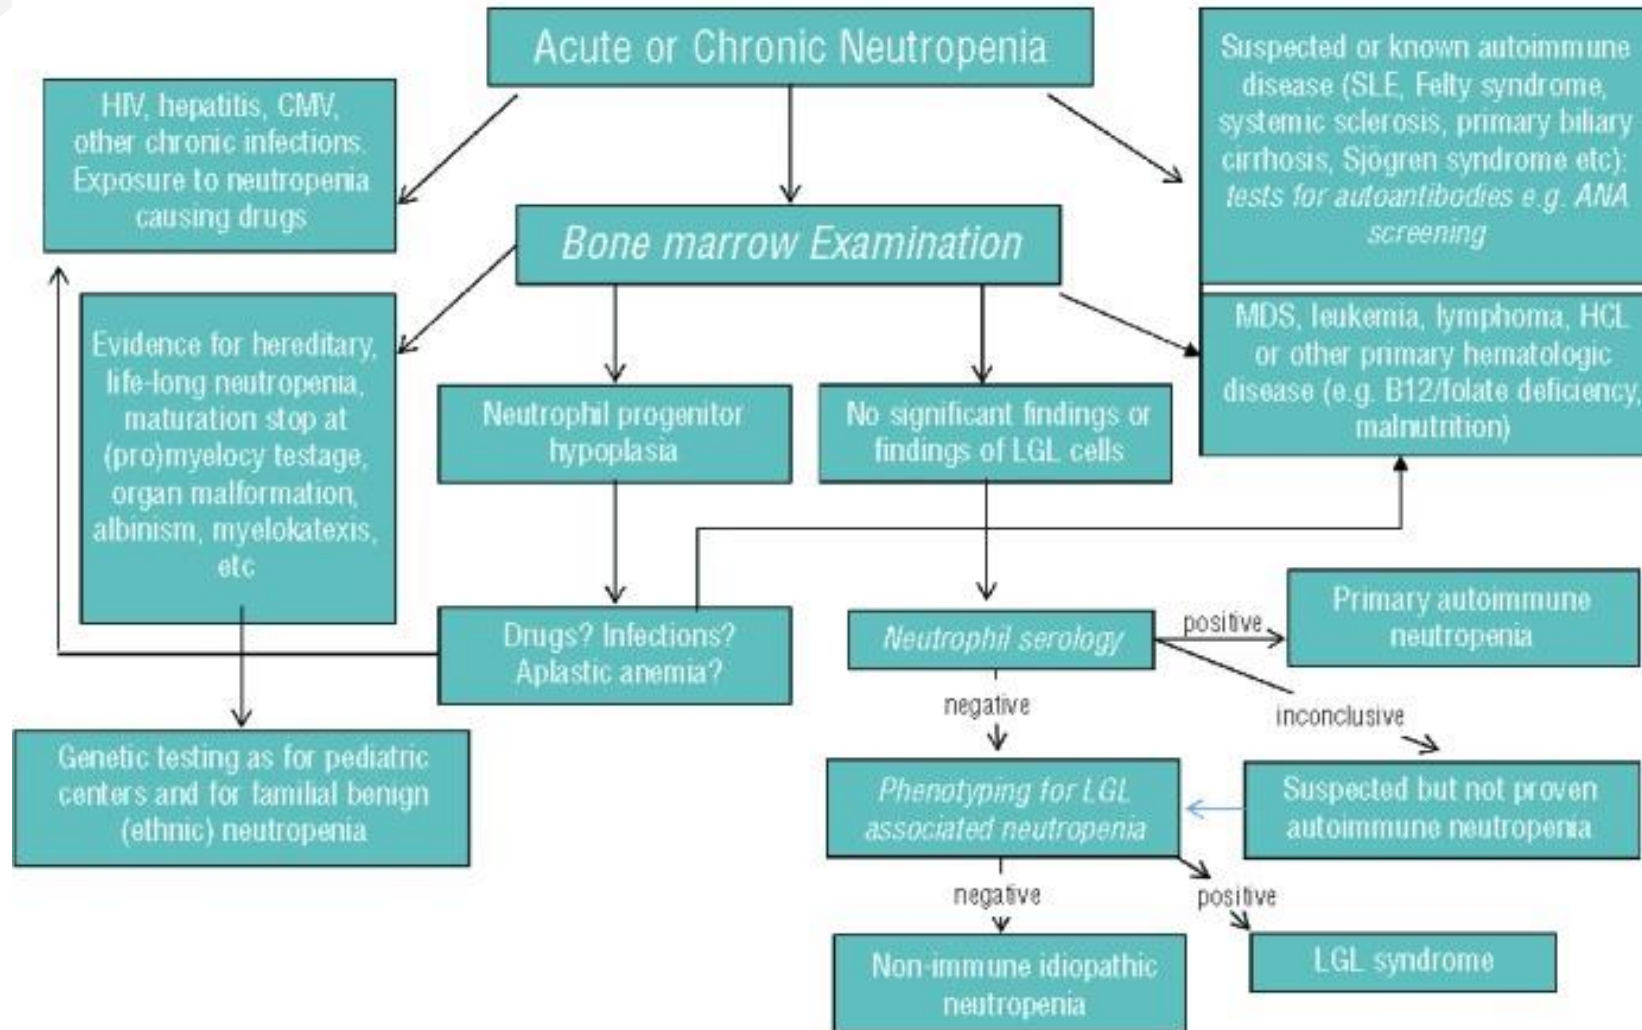 Acute or Chronic Neutropenia
HIV, hepatitis, CMV,
other chronic infections.
Exposure to neutropenia
causing drugs
Suspected or known autoimmune
disease (SLE, Felty syndrome,
systemic sclerosis, primary biliary
cirrhosis, Sjögren syndrome etc):
tests for autoantibodies e.g. ANA
screening
Bone marrow Examination
Evidence for hereditary,
life-long neutropenia,
maturation stop at
(pro)myelocy testage,
organ malformation,
albinism, myelokatexis,
etc
Neutrophil progenitor
hypoplasia
No significant findings or
findings of LGL cells
MDS, leukemia, lymphoma, HCL
or other primary hematologic
disease (e.g. B12/folate deficiency,
malnutrition)
Drugs? Infections?
Aplastic anemia?
Neutrophil serology
positive
Primary autoimmune
neutropenia
negative
inconclusive
Genetic testing as for pediatric
centers and for familial benign
(ethnic) neutropenia
Phenotyping for LGL
associated neutropenia
Suspected but not proven
autoimmune neutropenia
negative
positive
Non-immune idiopathic
neutropenia
LGL syndrome